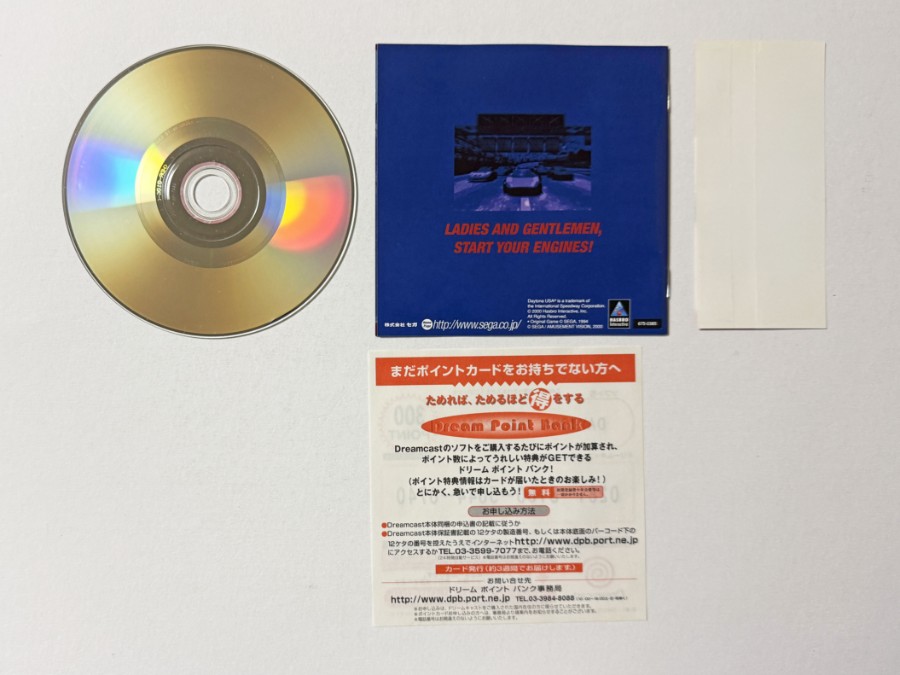 LADIES AND GENTLEMEN,
START YOUR ENGINES!
Daytona USA® is a trademark of
the International Speedway Corporation.
© 2000 Hasbro Interactive, Inc.
All Rights Reserved.
• Original Game © SEGA, 1994
© SEGA / AMUSEMENT VISION, 2000
HASBRO
Interactive
株式会社 セガ
http://www.sega.co.jp/
まだポイントカードをお持ちでない方へ
ためれば、ためるほど得をする
Dream Point Bank
Dreamcastのソフトをご購入するたびにポイントが加算され、
ポイント数によってうれしい特典がGETできる
ドリーム ポイント バンク!
(ポイント特典情報はカードが届いたときのお楽しみ!)
とにかく、急いで申し込もう! 無料
お申し込み方法
●Dreamcast本体同梱の申込書の記載に従うか
●Dreamcast本体保証書記載の12ケタの製造番号、もしくは本体底面のバーコード下の
12ケタの番号を控えたうえでインターネットhttp://www.dpb.port.ne.jp
にアクセスするかTEL.03-3599-7077まで、お電話ください。
カード発行(約3週間でお届けします。)
お問い合せ先
ドリーム ポイント バンク事務局
http://www.dpb.port.ne.jp TEL.03-3984-8088